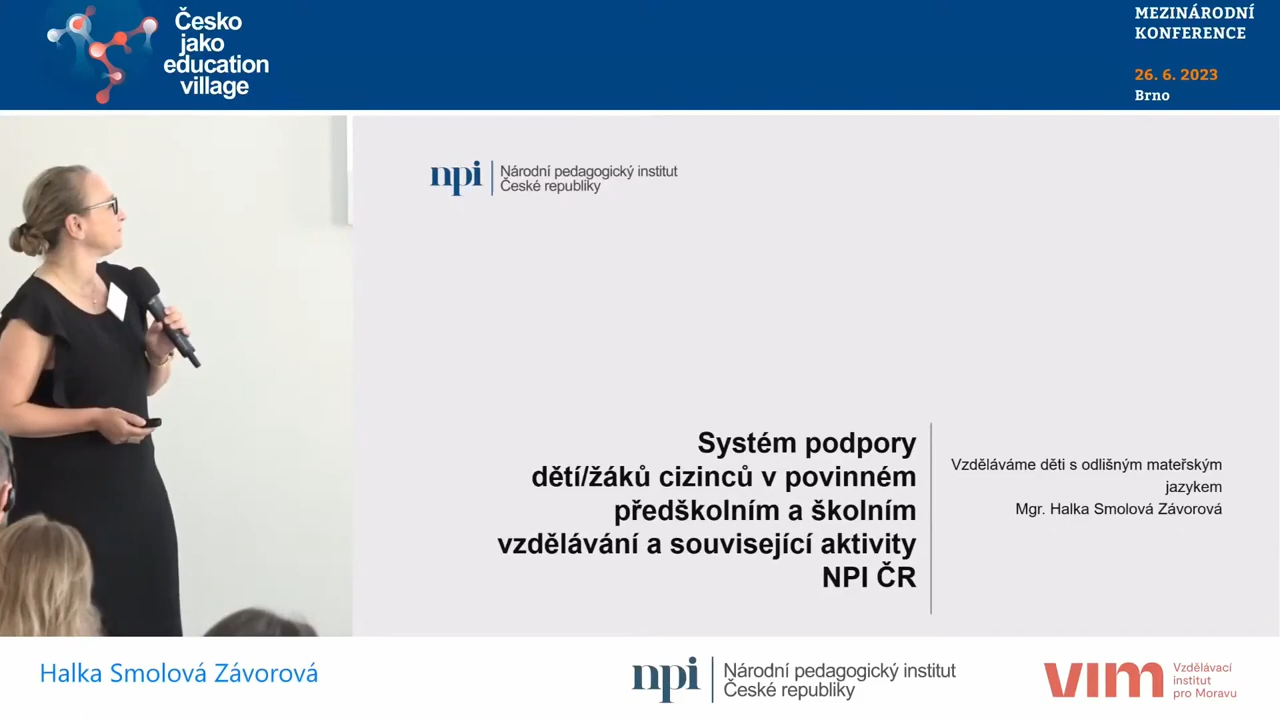 Česko
jako
education
village
MEZINÁRODNÍ
KONFERENCE
26. 6. 2023
Brno
npi
Národní pedagogický institut
České republiky
Systém podpory
dětí/žáků cizinců v povinném
předškolním a školním
vzdělávání a související aktivity
NPI ČR
Vzděláváme děti s odlišným mateřským
jazykem
Mgr. Halka Smolová Závorová
Halka Smolová Závorová
npi
Národní pedagogický institut
České republiky
vim
Vzdělávací
institut
pro Moravu